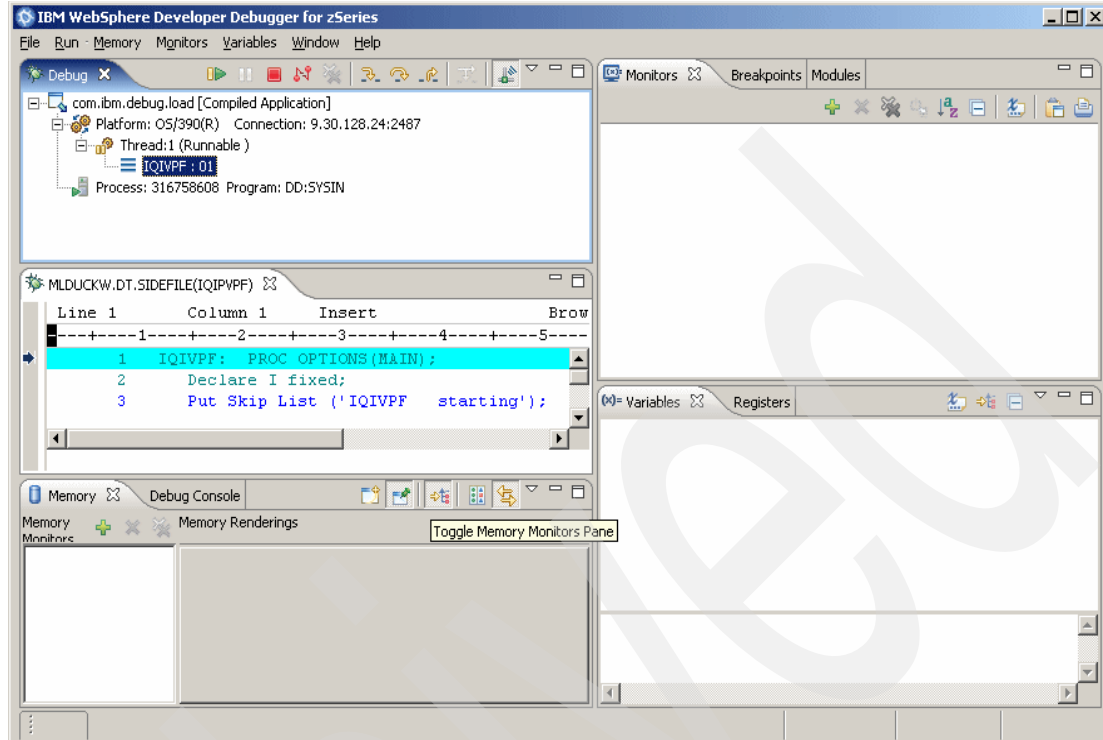 IBM WebSphere Developer Debugger for zSeries
File Run Memory Monitors Variables Window Help
Debug
com.ibm.debug.load [Compiled Application]
Platform: OS/390(R) Connection: 9.30.128.24:2487
Thread:1 (Runnable )
IQIVPF : 01
Process: 316758608 Program: DD:SYSIN
MLDUCKW.DT.SIDEFILE(IQIPVPF)
Line 1 Column 1 Insert Brow
----+----1----+----2----+----3----+----4----+----5----
1 IQIVPF: PROC OPTIONS(MAIN);
2 Declare I fixed;
3 Put Skip List ('IQIVPF starting');
Memory Debug Console
Memory Monitors
Memory Renderings
Toggle Memory Monitors Pane
Monitors Breakpoints Modules
(x)= Variables Registers